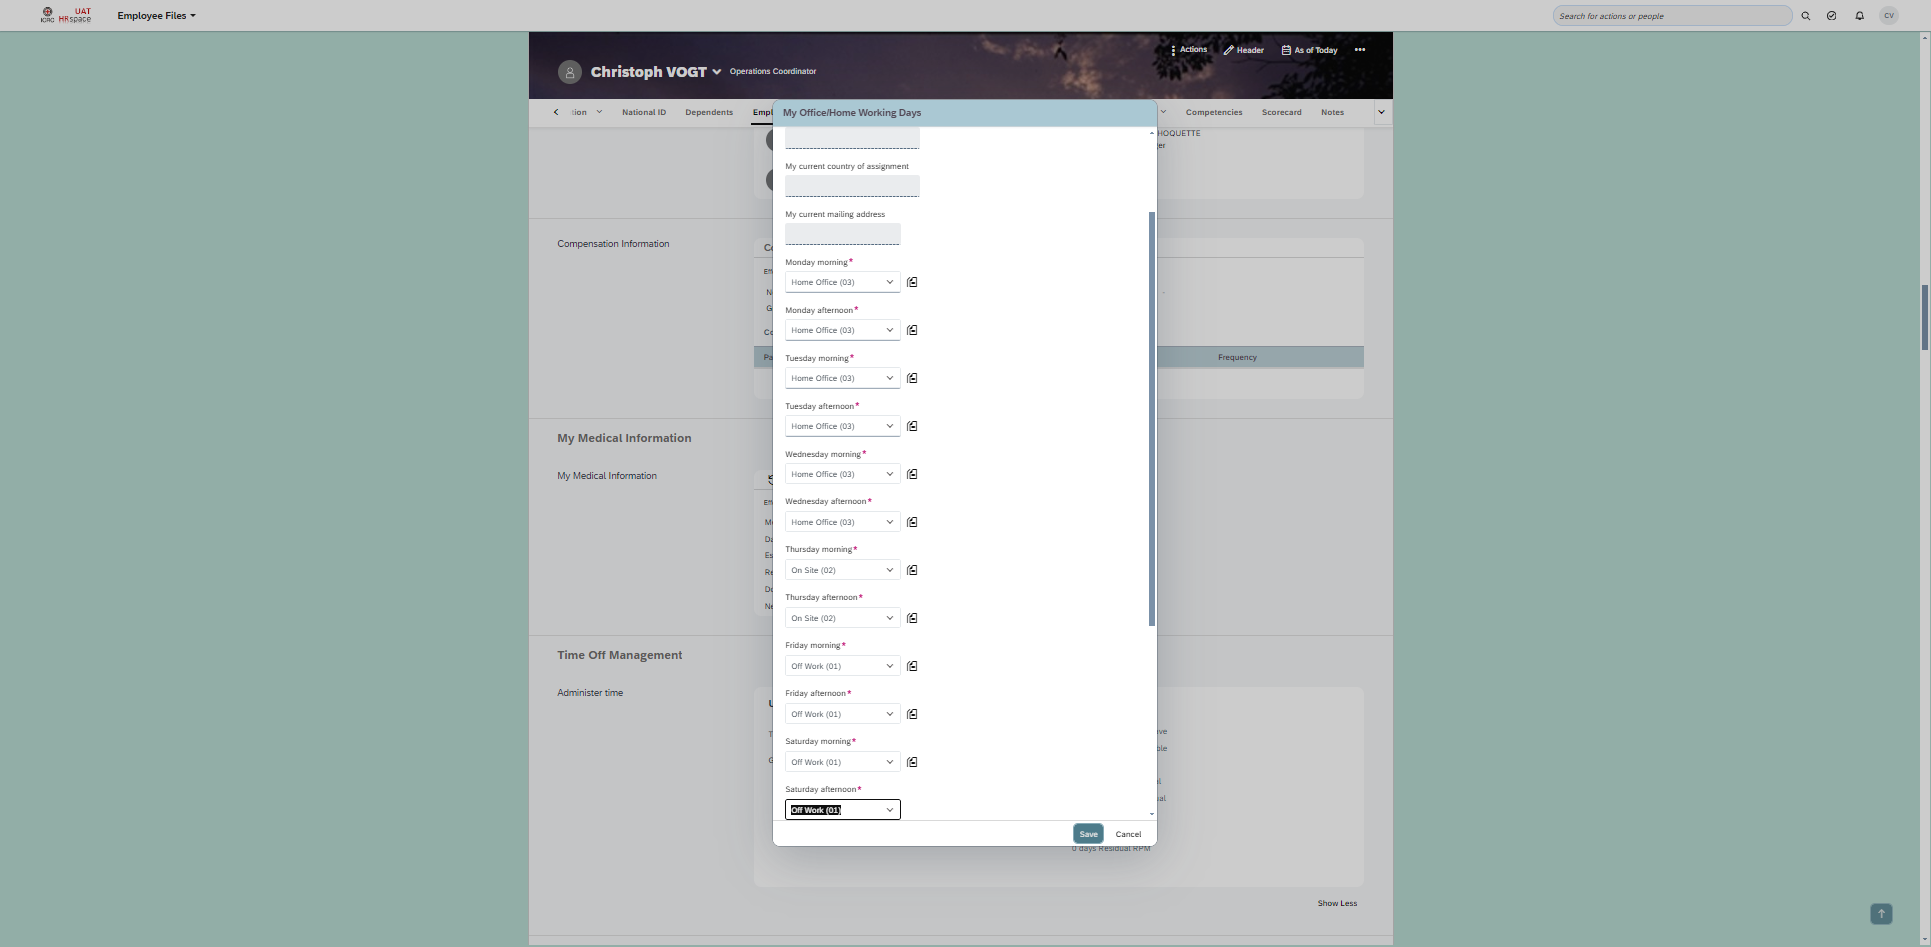 UAT
ICRC HRspace
Employee Files
Search for actions or people
CV
Actions
Header
As of Today
Christoph VOGT
Operations Coordinator
tion
National ID
Dependents
Empl
Competencies
Scorecard
Notes
My Office/Home Working Days
HOQUETTE
ger
My current country of assignment
My current mailing address
Compensation Information
Monday morning*
Home Office (03)
Monday afternoon*
Home Office (03)
Tuesday morning*
Home Office (03)
Frequency
Tuesday afternoon*
Home Office (03)
My Medical Information
Wednesday morning*
Home Office (03)
My Medical Information
Wednesday afternoon*
Home Office (03)
Thursday morning*
On Site (02)
Thursday afternoon*
On Site (02)
Friday morning*
Off Work (01)
Time Off Management
Friday afternoon*
Off Work (01)
Administer time
Saturday morning*
Off Work (01)
Saturday afternoon*
Off Work (01)
Save
Cancel
0 days Residual RPM
Show Less